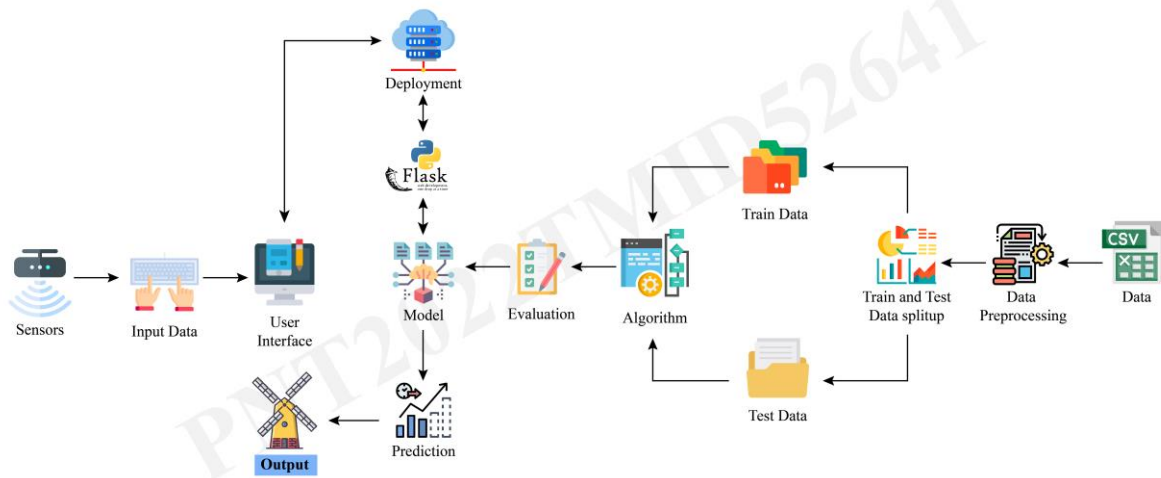 PNT2022TMID52641
Deployment
Flask
Train Data
CSV
Sensors
Input Data
User
Interface
Model
Evaluation
Algorithm
Train and Test
Data splitup
Data
Preprocessing
Data
Test Data
Output
Prediction